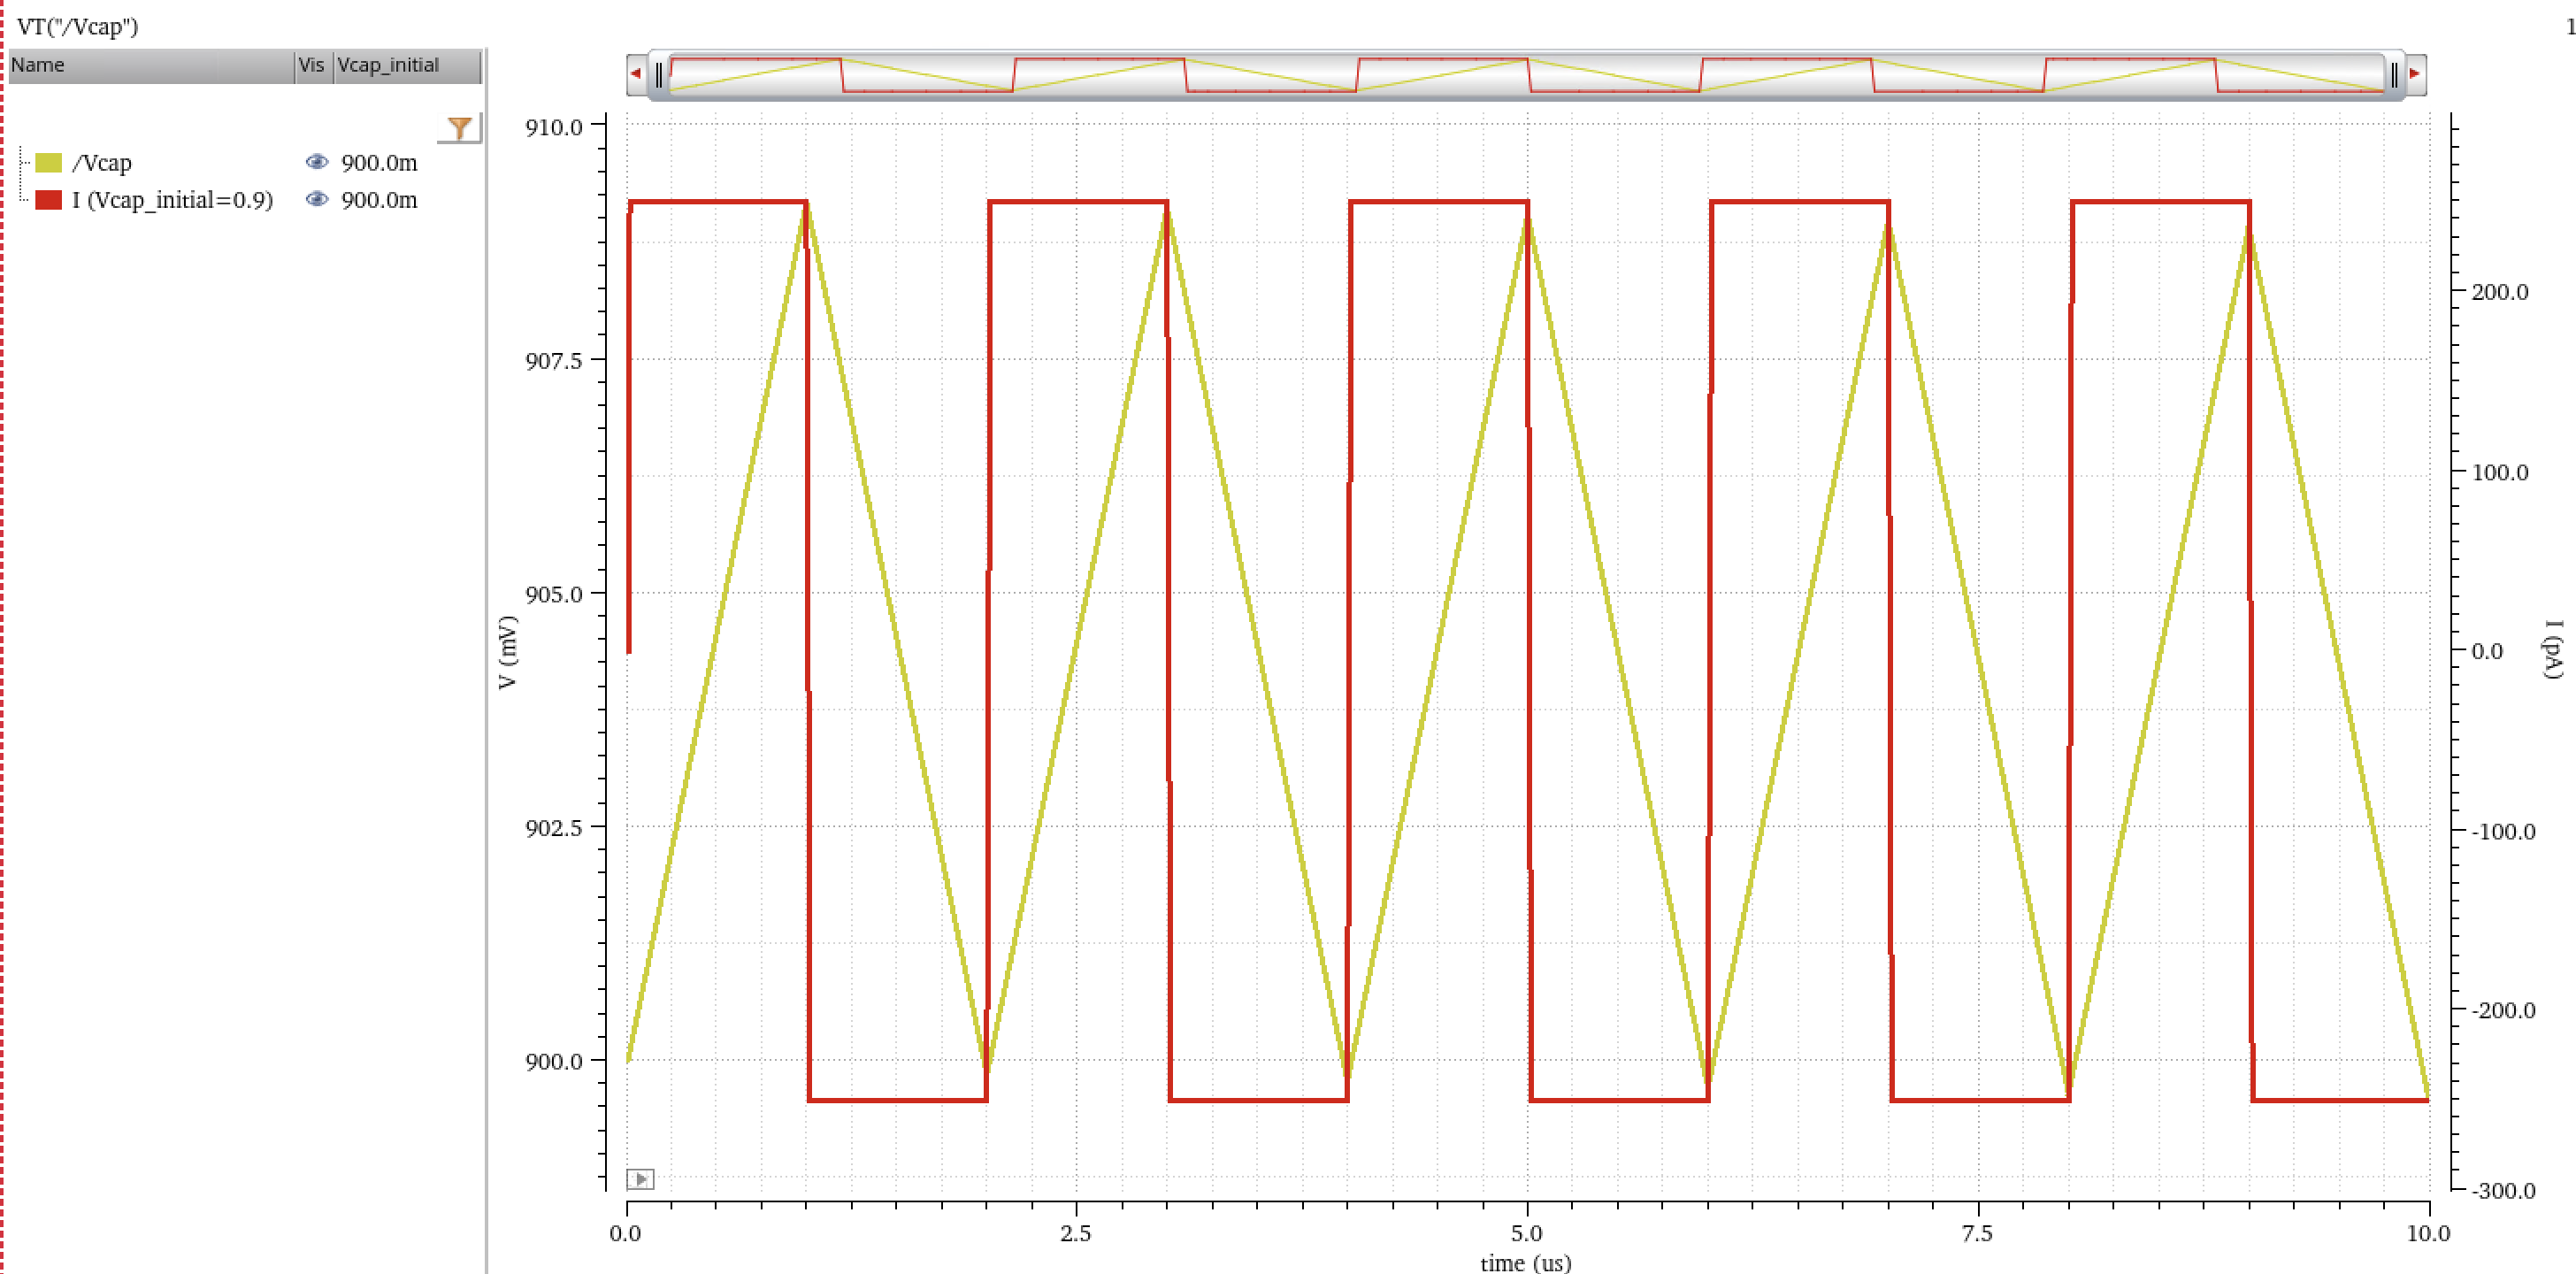 VT("/Vcap")
1
Name Vis Vcap_initial
/Vcap 900.0m
I (Vcap_initial=0.9) 900.0m
V (mV)
910.0
907.5
905.0
902.5
900.0
I (pA)
200.0
100.0
0.0
-100.0
-200.0
-300.0
0.0 2.5 5.0 7.5 10.0
time (us)